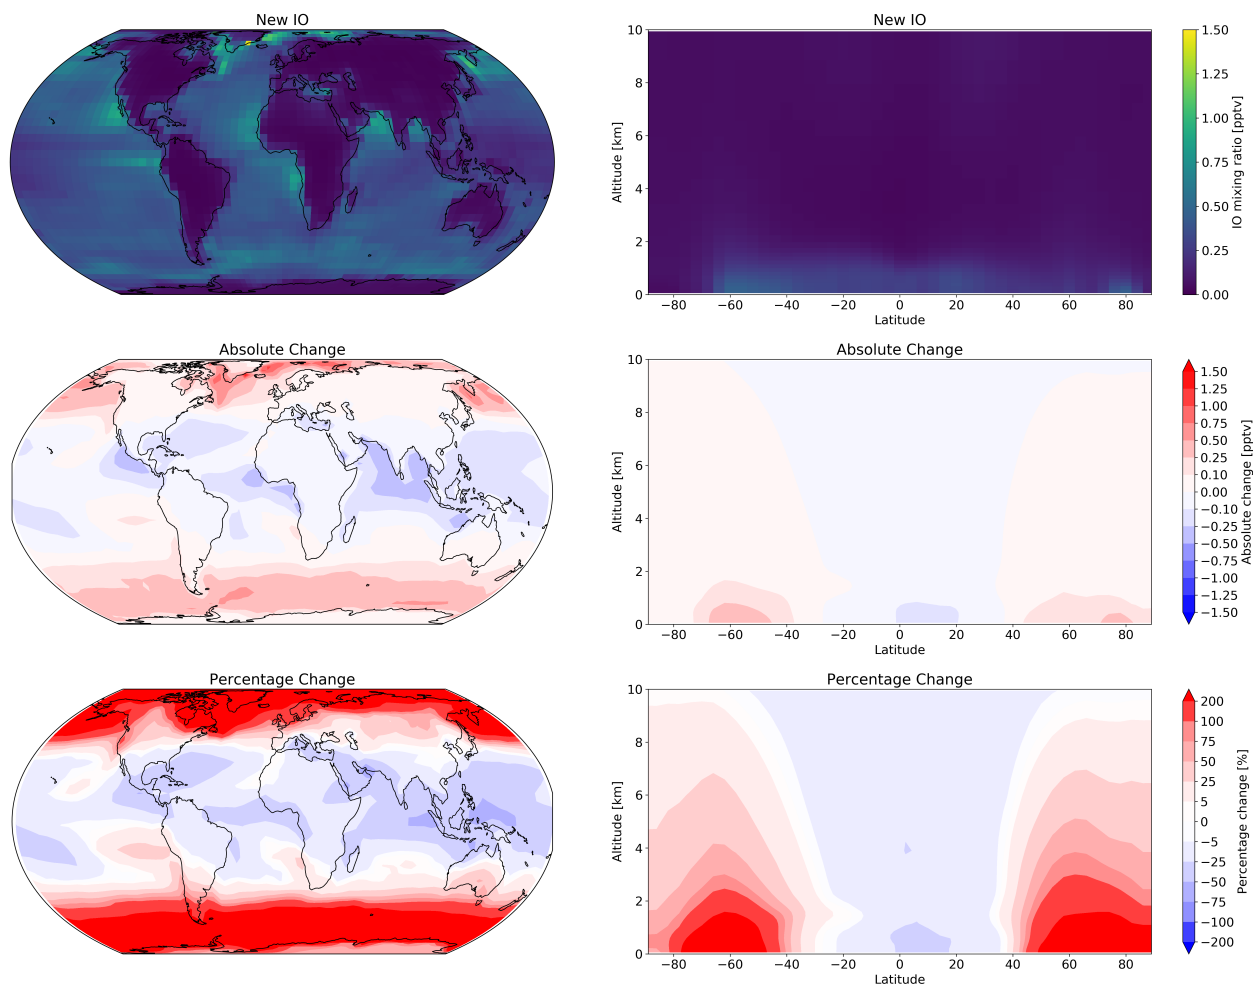 New IO
New IO
10
8
6
4
2
0
Altitude [km]
−80 −60 −40 −20 0 20 40 60 80
Latitude
1.50
1.25
1.00
0.75
0.50
0.25
0.00
IO mixing ratio [pptv]
Absolute Change
Absolute Change
10
8
6
4
2
0
Altitude [km]
−80 −60 −40 −20 0 20 40 60 80
Latitude
1.50
1.25
1.00
0.75
0.50
0.25
0.10
0.00
−0.10
−0.25
−0.50
−0.75
−1.00
−1.25
−1.50
Absolute change [pptv]
Percentage Change
Percentage Change
10
8
6
4
2
0
Altitude [km]
−80 −60 −40 −20 0 20 40 60 80
Latitude
200
100
75
50
25
5
0
−5
−25
−50
−75
−100
−200
Percentage change [%]